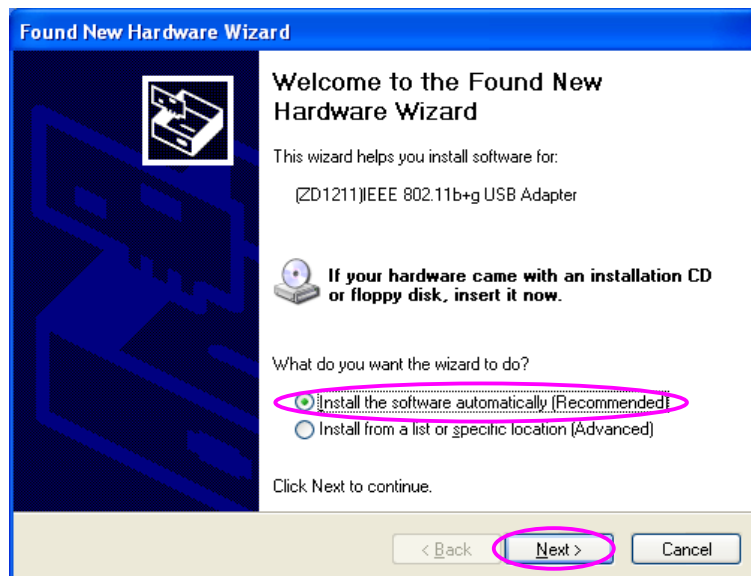 Found New Hardware Wizard
Welcome to the Found New
Hardware Wizard
This wizard helps you install software for:
(ZD1211)IEEE 802.11b+g USB Adapter
If your hardware came with an installation CD
or floppy disk, insert it now.
What do you want the wizard to do?
Install the software automatically (Recommended)
Install from a list or specific location (Advanced)
Click Next to continue.
< Back Next > Cancel